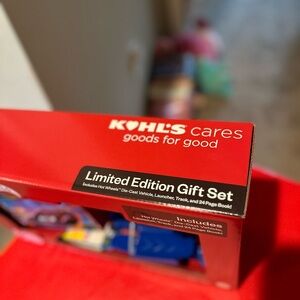 KOHL'S cares
goods for good
Limited Edition Gift Set
Includes Hot Wheels™ Die-Cast Vehicle, Launcher, Track, and 24 Page Book!
Includes